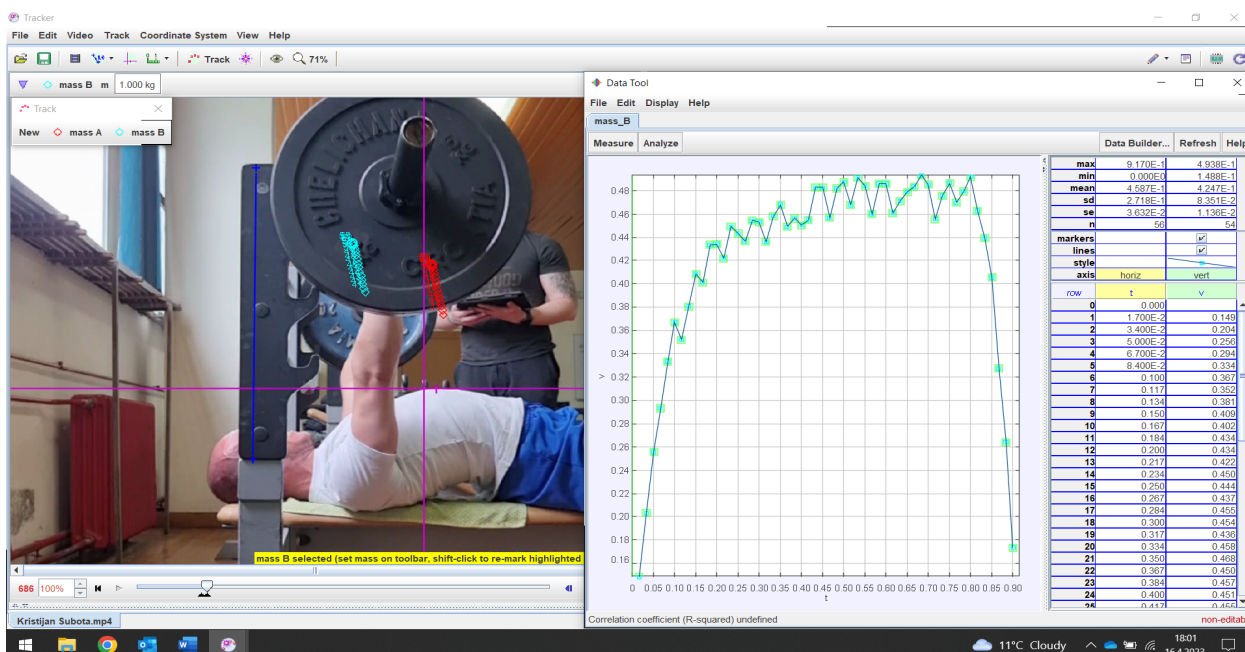 Tracker
File Edit Video Track Coordinate System View Help
Track 71%
mass B m 1.000 kg
Track
New mass A mass B
mass B selected (set mass on toolbar, shift-click to re-mark highlighted
686 100%
Kristijan Subota.mp4
Data Tool
File Edit Display Help
mass_B
Measure Analyze Data Builder... Refresh Help
0.48
0.46
0.44
0.42
0.40
0.38
0.36
0.34
v 0.32
0.30
0.28
0.26
0.24
0.22
0.20
0.18
0.16
0 0.05 0.10 0.15 0.20 0.25 0.30 0.35 0.40 0.45 0.50 0.55 0.60 0.65 0.70 0.75 0.80 0.85 0.90
t
max 9.170E-1 4.938E-1
min 0.000E0 1.488E-1
mean 4.587E-1 4.247E-1
sd 2.718E-1 8.351E-2
se 3.632E-2 1.136E-2
n 56 54
markers
lines
style
axis horiz vert
row t v
0 0.000
1 1.700E-2 0.149
2 3.400E-2 0.204
3 5.000E-2 0.256
4 6.700E-2 0.294
5 8.400E-2 0.334
6 0.100 0.367
7 0.117 0.352
8 0.134 0.381
9 0.150 0.409
10 0.167 0.402
11 0.184 0.434
12 0.200 0.434
13 0.217 0.422
14 0.234 0.450
15 0.250 0.444
16 0.267 0.437
17 0.284 0.455
18 0.300 0.454
19 0.317 0.436
20 0.334 0.458
21 0.350 0.468
22 0.367 0.450
23 0.384 0.457
24 0.400 0.451
25 0.417 0.455
Correlation coefficient (R-squared) undefined
non-editab
11°C Cloudy
18:01
16.4.2023